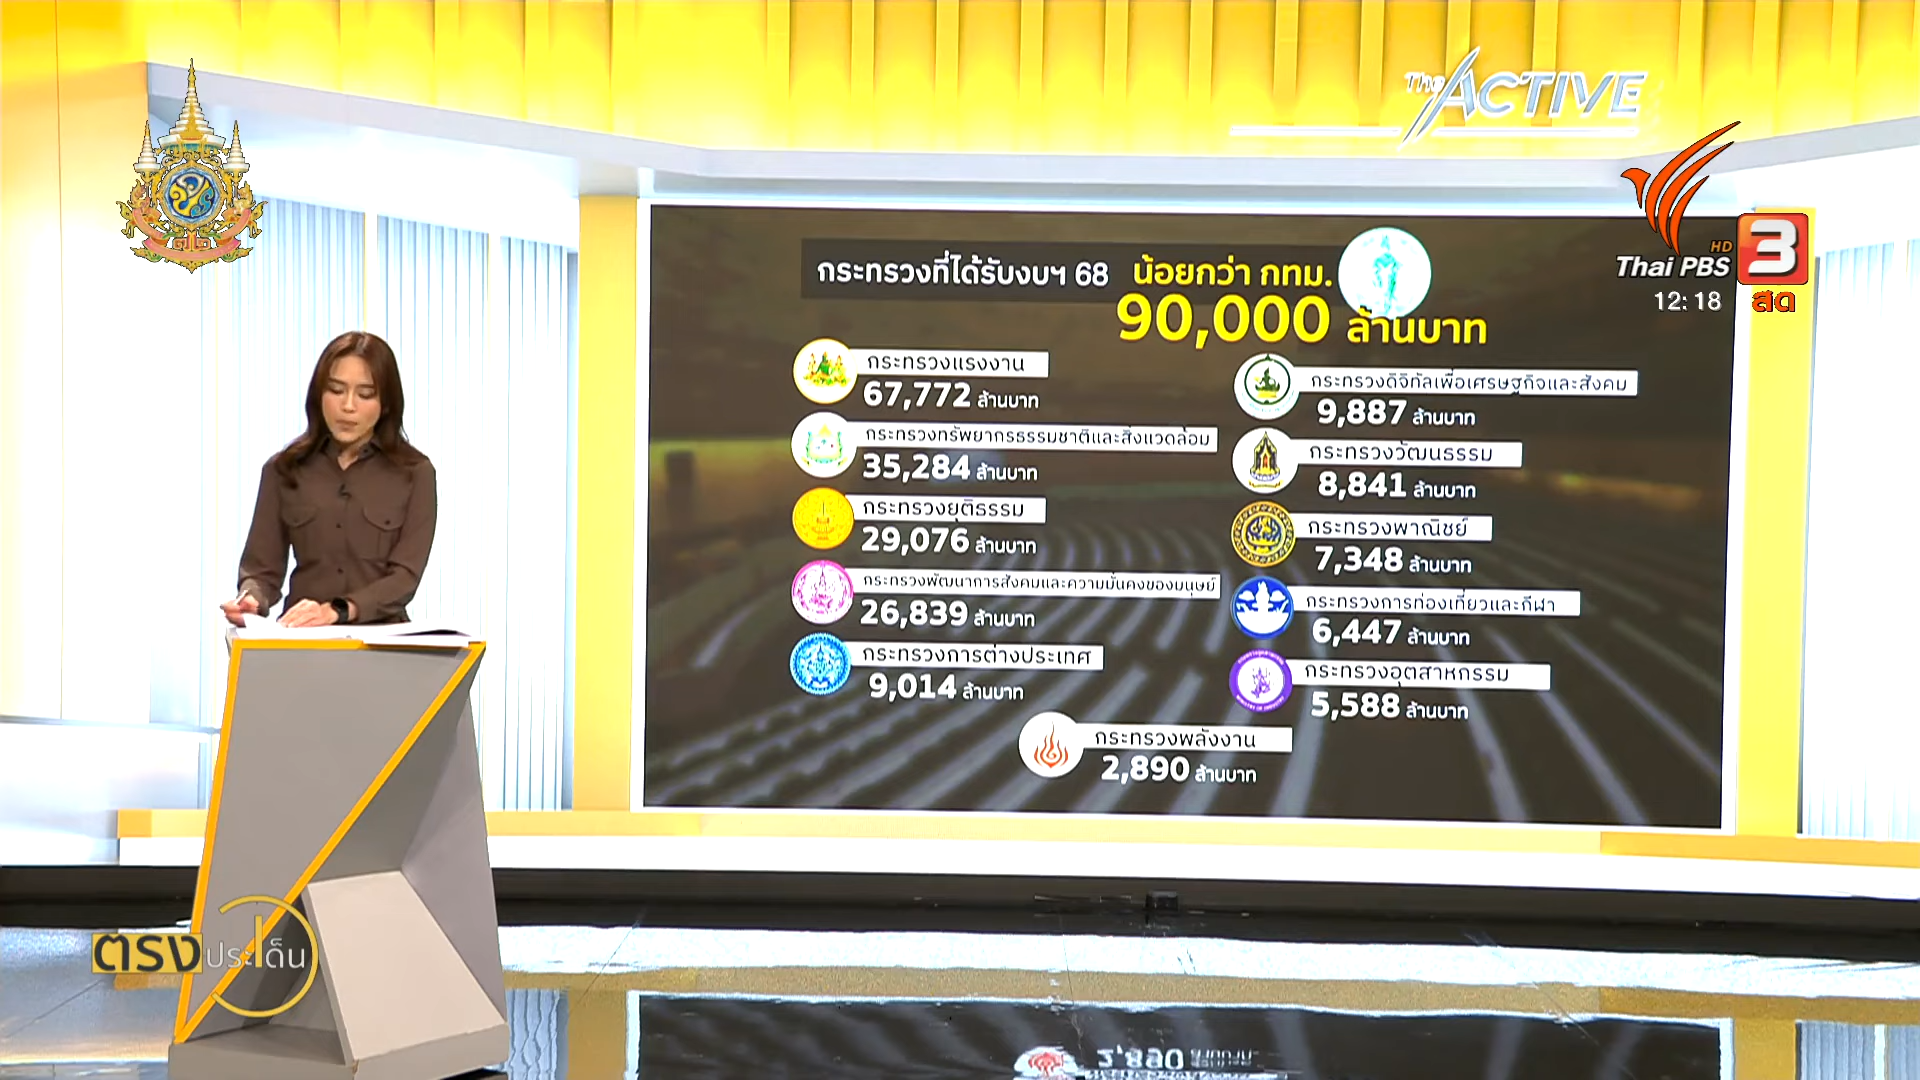 The ACTIVE
HD
Thai PBS 3
12:18 สด
กระทรวงที่ได้รับงบฯ 68 น้อยกว่า กทม.
90,000 ล้านบาท
กระทรวงแรงงาน
67,772 ล้านบาท
กระทรวงทรัพยากรธรรมชาติและสิ่งแวดล้อม
35,284 ล้านบาท
กระทรวงยุติธรรม
29,076 ล้านบาท
กระทรวงพัฒนาการสังคมและความมั่นคงของมนุษย์
26,839 ล้านบาท
กระทรวงการต่างประเทศ
9,014 ล้านบาท
กระทรวงดิจิทัลเพื่อเศรษฐกิจและสังคม
9,887 ล้านบาท
กระทรวงวัฒนธรรม
8,841 ล้านบาท
กระทรวงพาณิชย์
7,348 ล้านบาท
กระทรวงการท่องเที่ยวและกีฬา
6,447 ล้านบาท
กระทรวงอุตสาหกรรม
5,588 ล้านบาท
กระทรวงพลังงาน
2,890 ล้านบาท
ตรงประเด็น